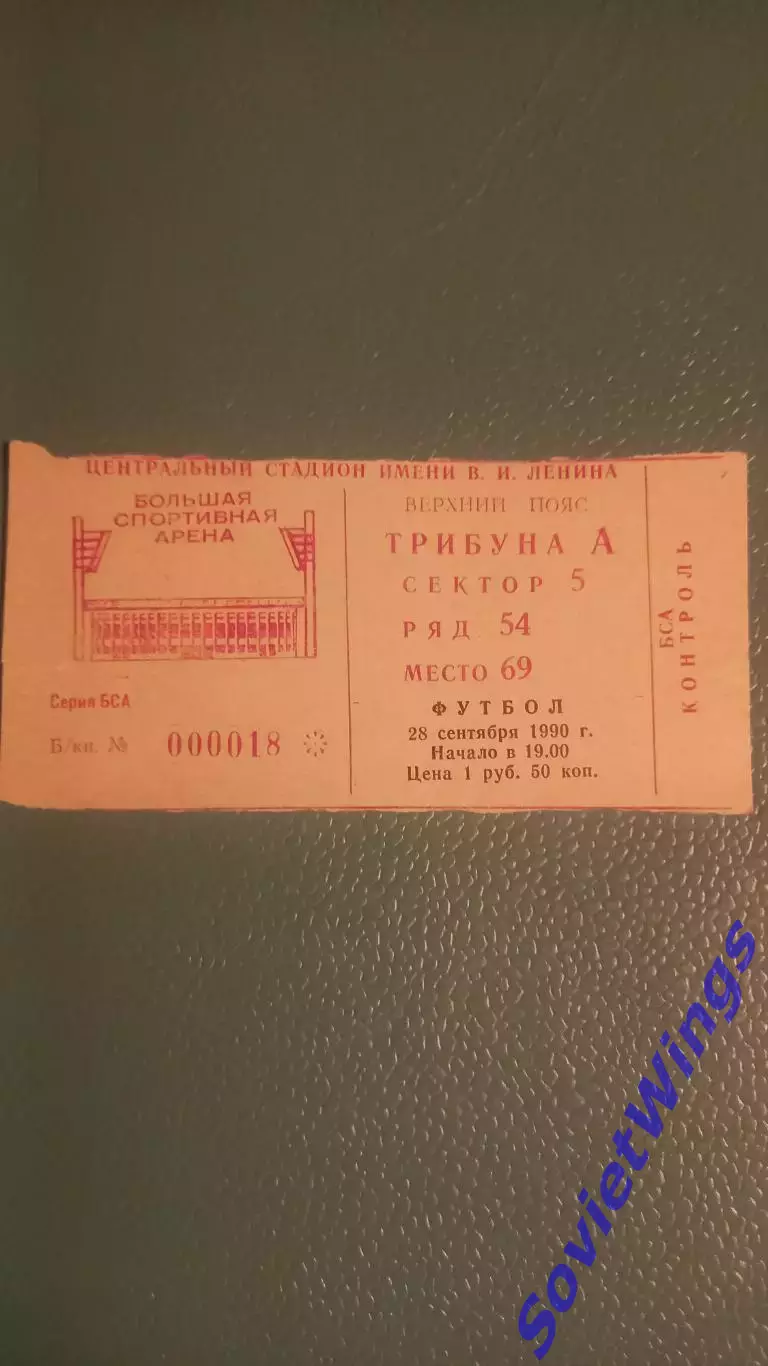 ЦЕНТРАЛЬНЫЙ СТАДИОН ИМЕНИ В. И. ЛЕНИНА
БОЛЬШАЯ
СПОРТИВНАЯ
АРЕНА
Серия БСА
Б/кн. № 000018
ВЕРХНИЙ ПОЯС
ТРИБУНА А
СЕКТОР 5
РЯД 54
МЕСТО 69
ФУТБОЛ
28 сентября 1990 г.
Начало в 19.00
Цена 1 руб. 50 коп.
БСА
КОНТРОЛЬ
SovietWings